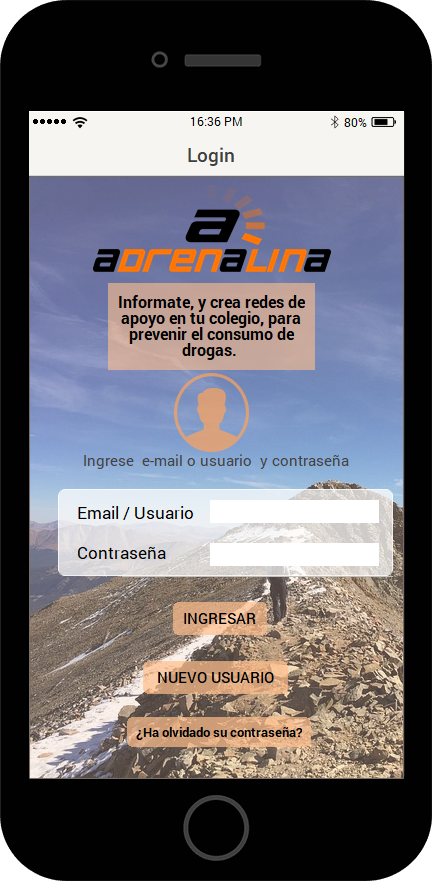 16:36 PM
80%
Login
a
aDrenaLina
Informate, y crea redes de
apoyo en tu colegio, para
prevenir el consumo de
drogas.
Ingrese e-mail o usuario y contraseña
Email / Usuario
Contraseña
INGRESAR
NUEVO USUARIO
¿Ha olvidado su contraseña?